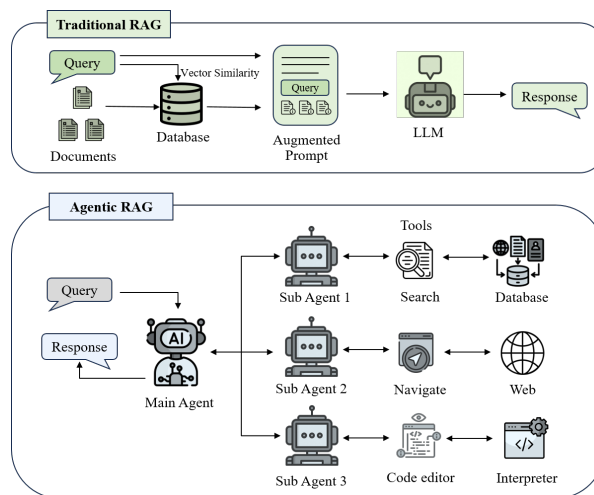 Traditional RAG
Query
Vector Similarity
Query
Documents
Database
Augmented
Prompt
LLM
Response
Agentic RAG
Tools
Query
Response
AI
Main Agent
Sub Agent 1
Search
Database
Sub Agent 2
Navigate
Web
</>
</>
Sub Agent 3
Code editor
Interpreter